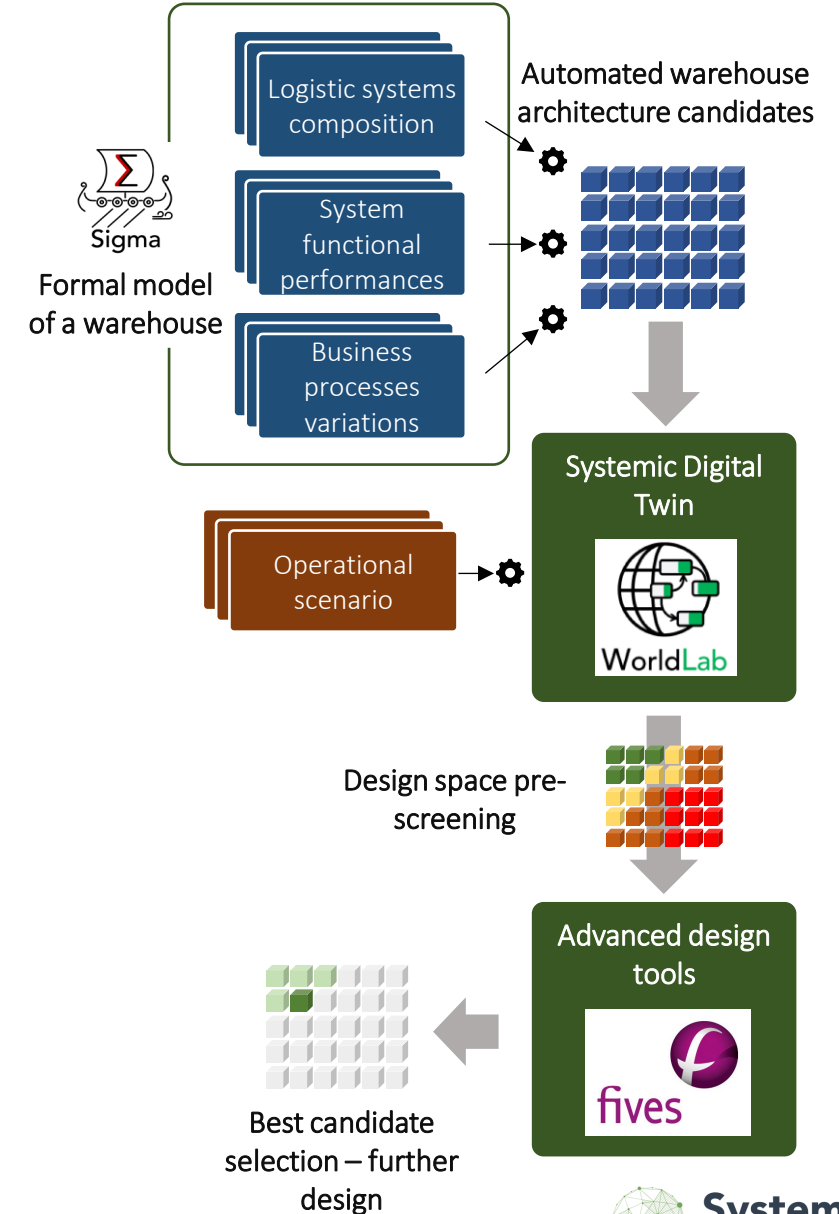 Logistic systems
composition
Automated warehouse
architecture candidates
Σ
Sigma
Formal model
of a warehouse
System
functional
performances
Business
processes
variations
Systemic Digital
Twin
WorldLab
Operational
scenario
Design space pre-
screening
Advanced design
tools
f
fives
Best candidate
selection – further
design
System